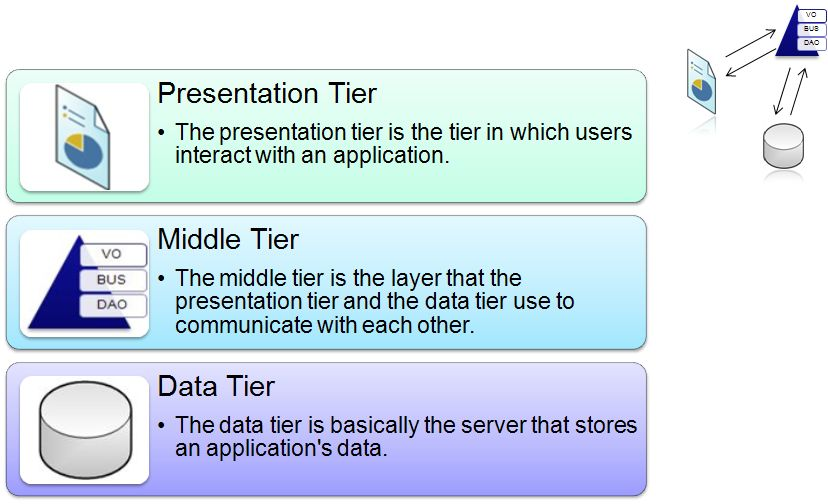 VO
BUS
DAO
Presentation Tier
• The presentation tier is the tier in which users
interact with an application.
VO
BUS
DAO
Middle Tier
• The middle tier is the layer that the
presentation tier and the data tier use to
communicate with each other.
Data Tier
• The data tier is basically the server that stores
an application's data.